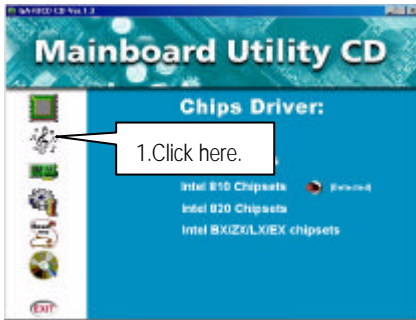 Mainboard Utility CD
Chips Driver:
1.Click here.
Intel 810 Chipsets (Detected)
Intel 820 Chipsets
Intel BX/ZX/LX/EX chipsets
EXIT